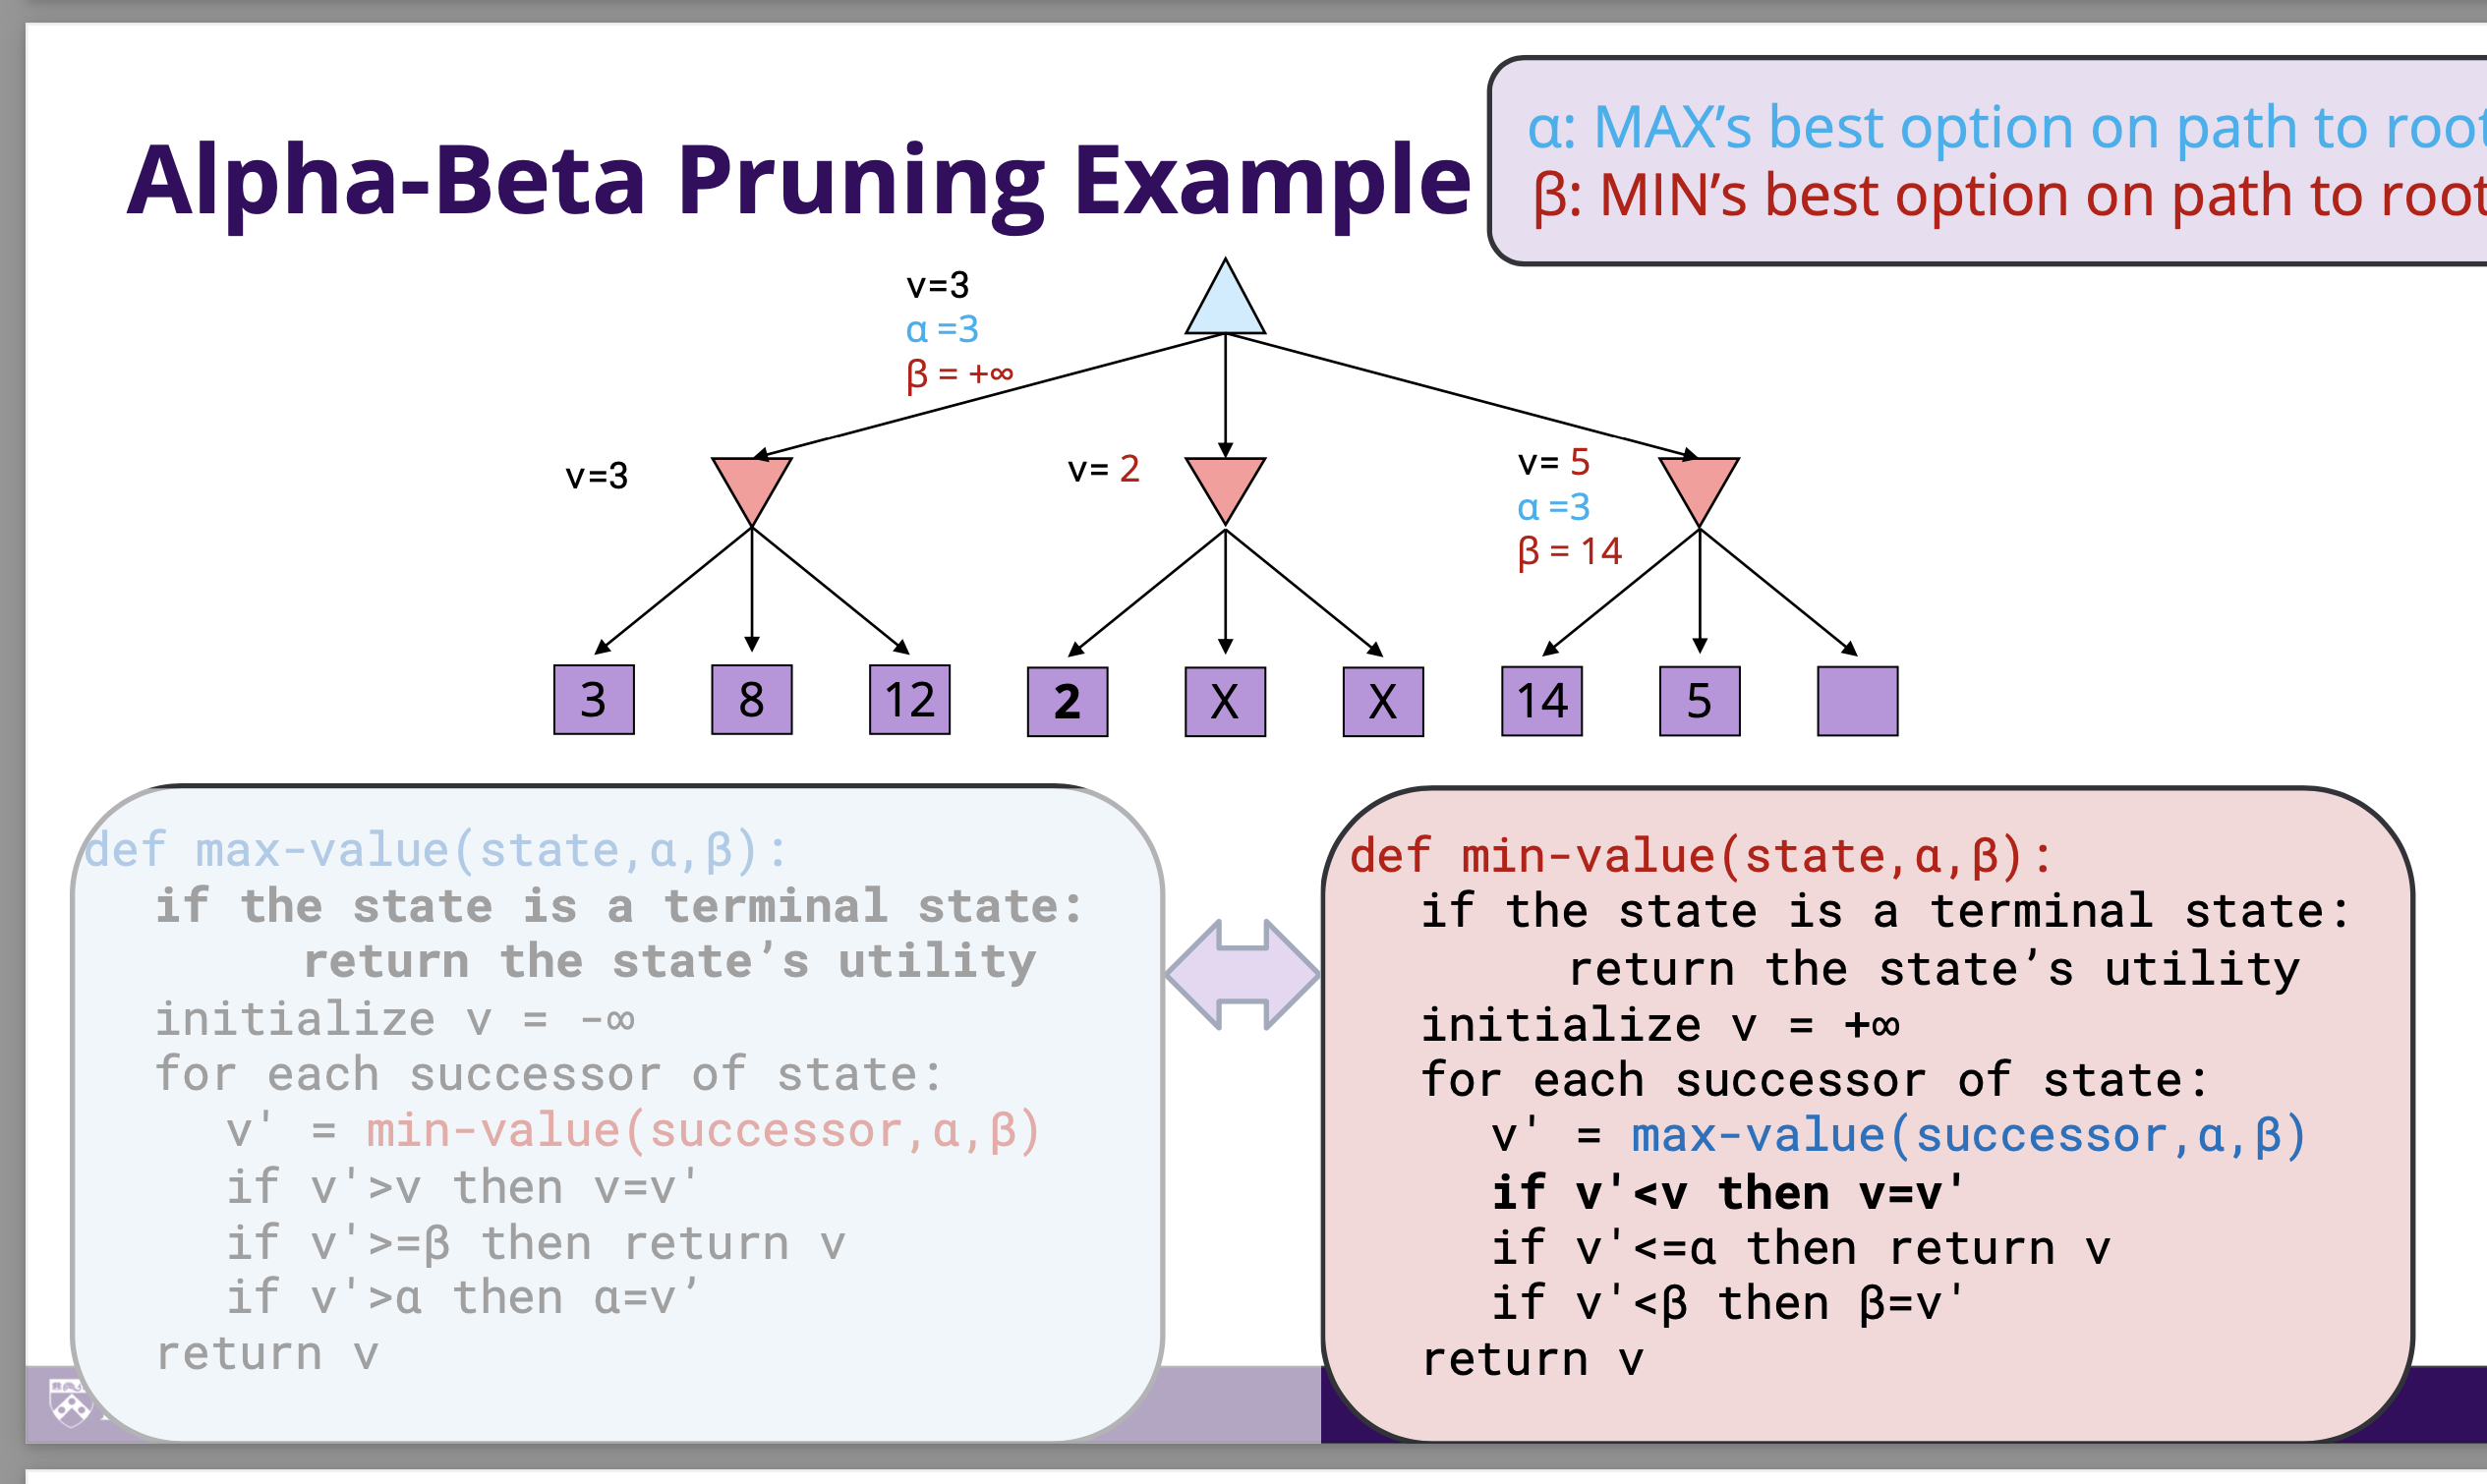 Alpha-Beta Pruning Example
α: MAX’s best option on path to root
β: MIN’s best option on path to root
v=3
α =3
β = +∞
v=3
v= 2
v= 5
α =3
β = 14
3 8 12 2 X X 14 5
def max-value(state,α,β):
if the state is a terminal state:
return the state’s utility
initialize v = -∞
for each successor of state:
v' = min-value(successor,α,β)
if v'>v then v=v'
if v'>=β then return v
if v'>α then α=v’
return v
def min-value(state,α,β):
if the state is a terminal state:
return the state’s utility
initialize v = +∞
for each successor of state:
v' = max-value(successor,α,β)
if v'<v then v=v'
if v'<=α then return v
if v'<β then β=v'
return v